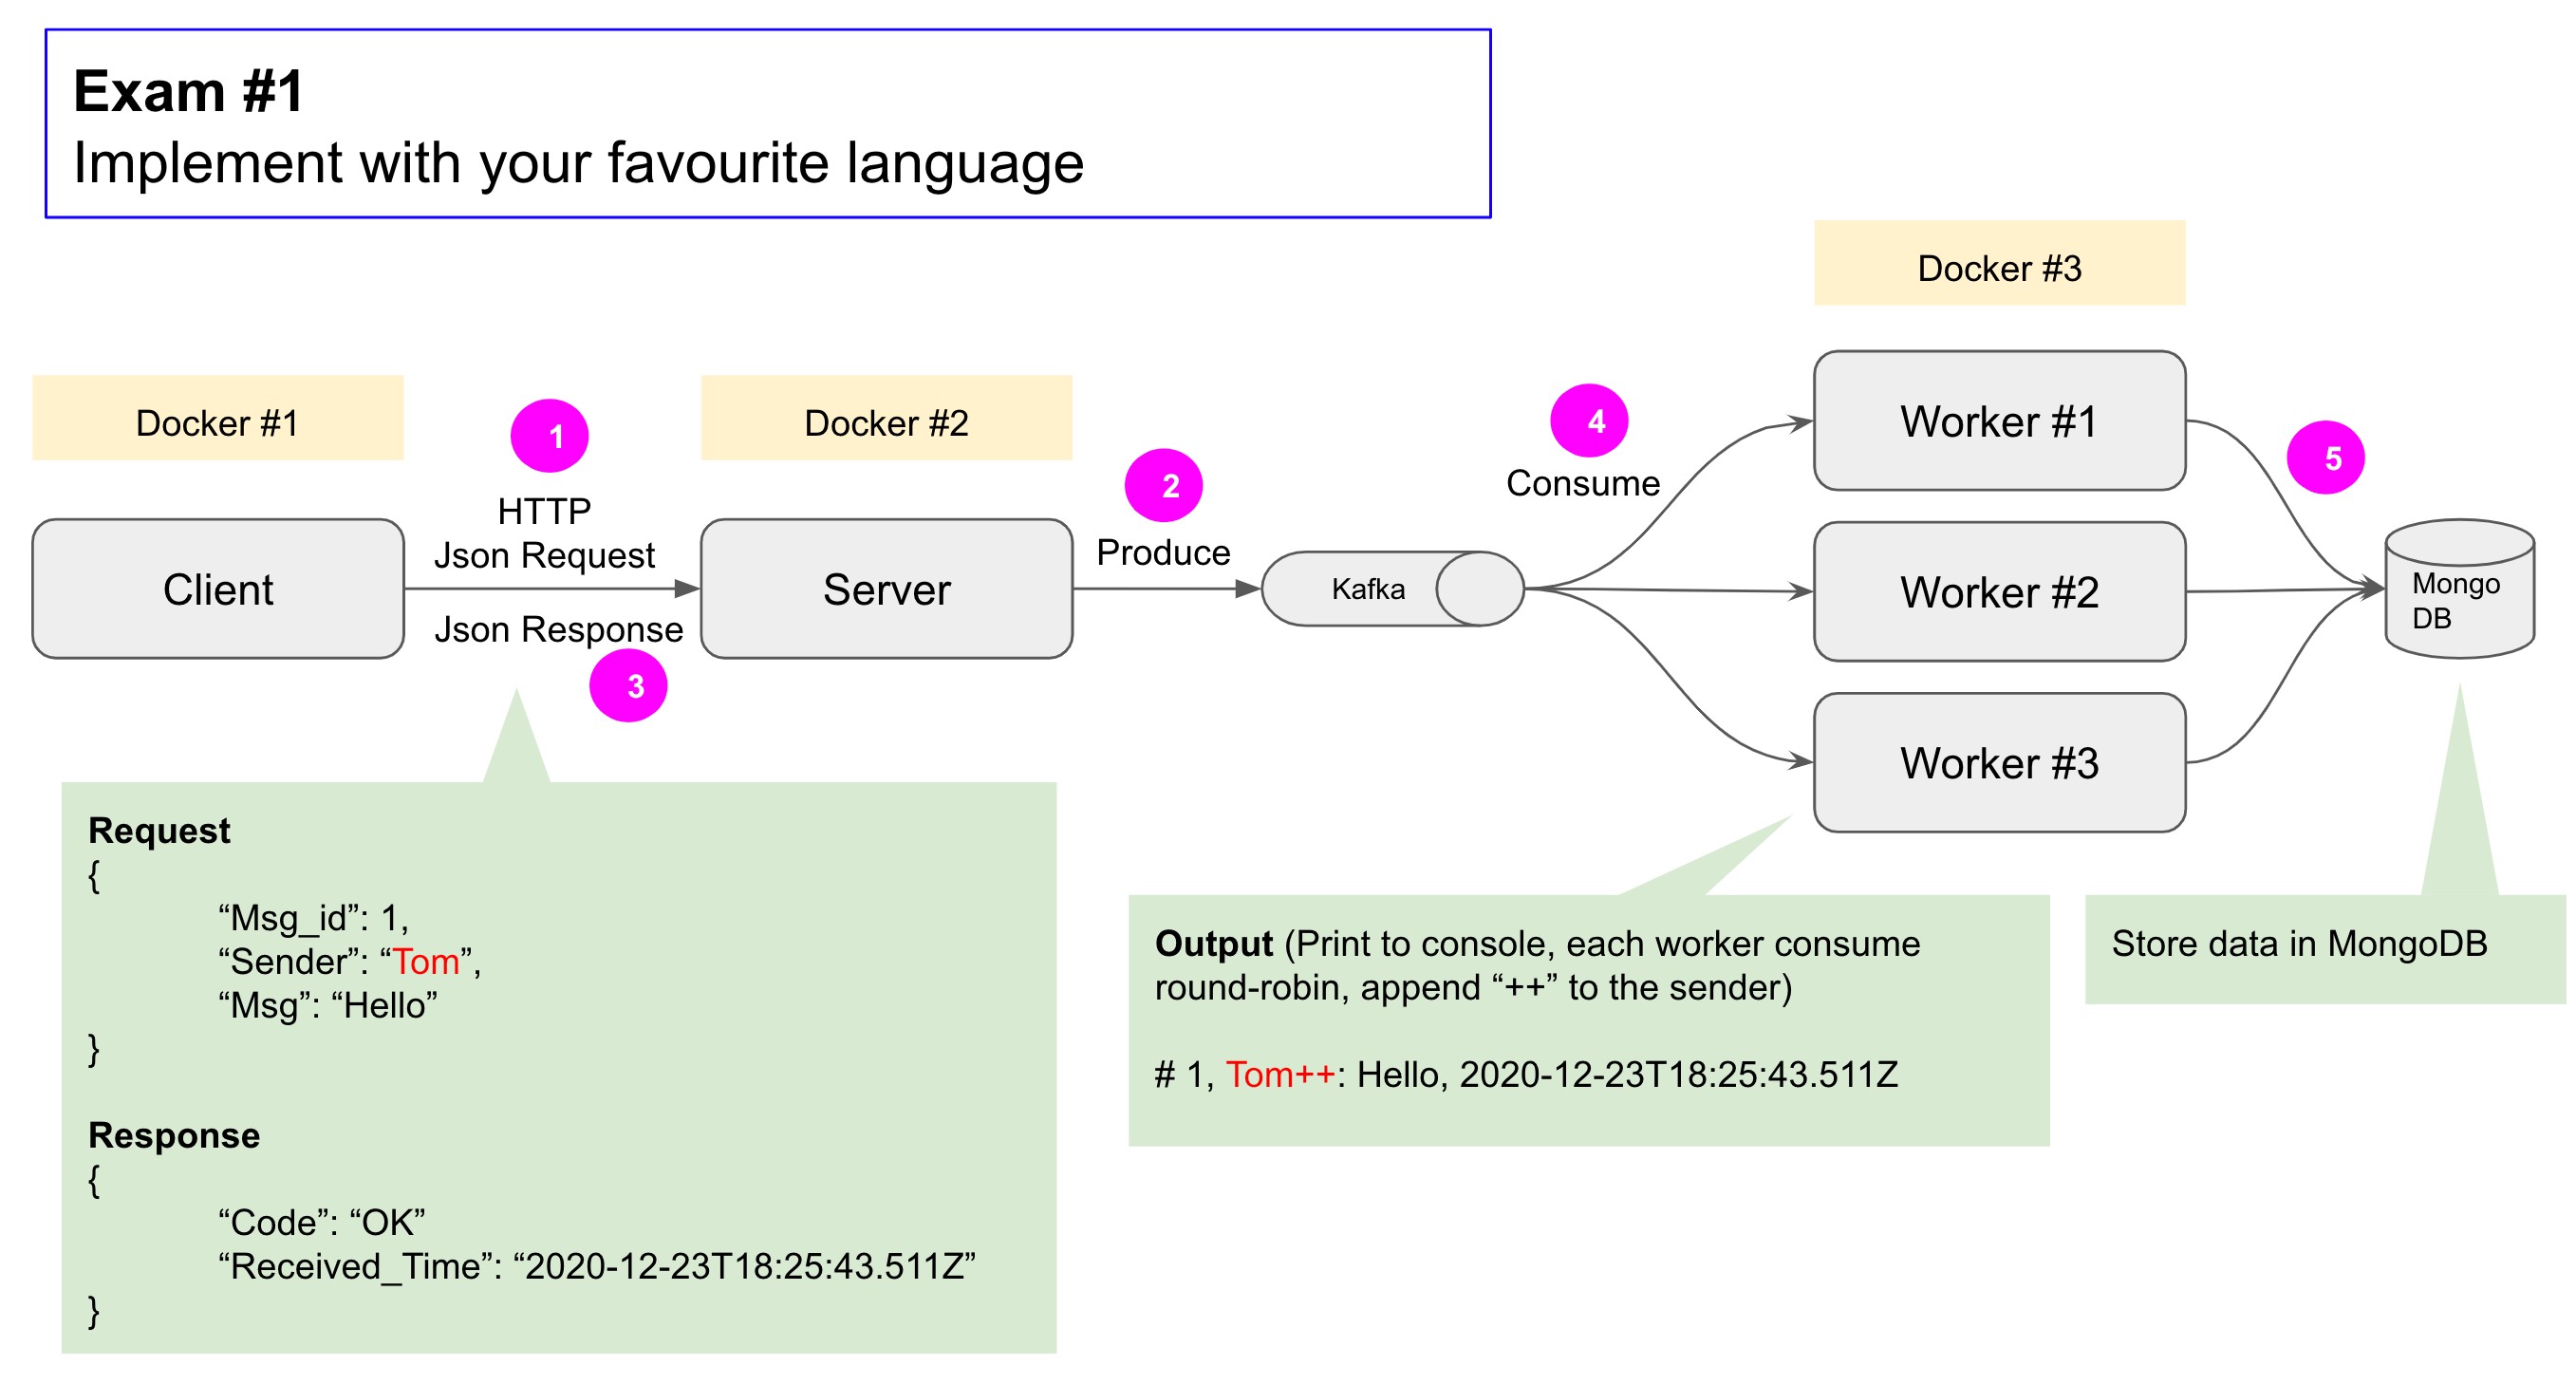 Exam #1
Implement with your favourite language
Docker #3
Docker #1
Docker #2
1
2
3
4
5
HTTP
Json Request
Json Response
Produce
Consume
Client
Server
Kafka
Worker #1
Worker #2
Worker #3
Mongo
DB
Request
{
“Msg_id”: 1,
“Sender”: “Tom”,
“Msg”: “Hello”
}
Response
{
“Code”: “OK”
“Received_Time”: “2020-12-23T18:25:43.511Z”
}
Output (Print to console, each worker consume
round-robin, append “++” to the sender)
# 1, Tom++: Hello, 2020-12-23T18:25:43.511Z
Store data in MongoDB